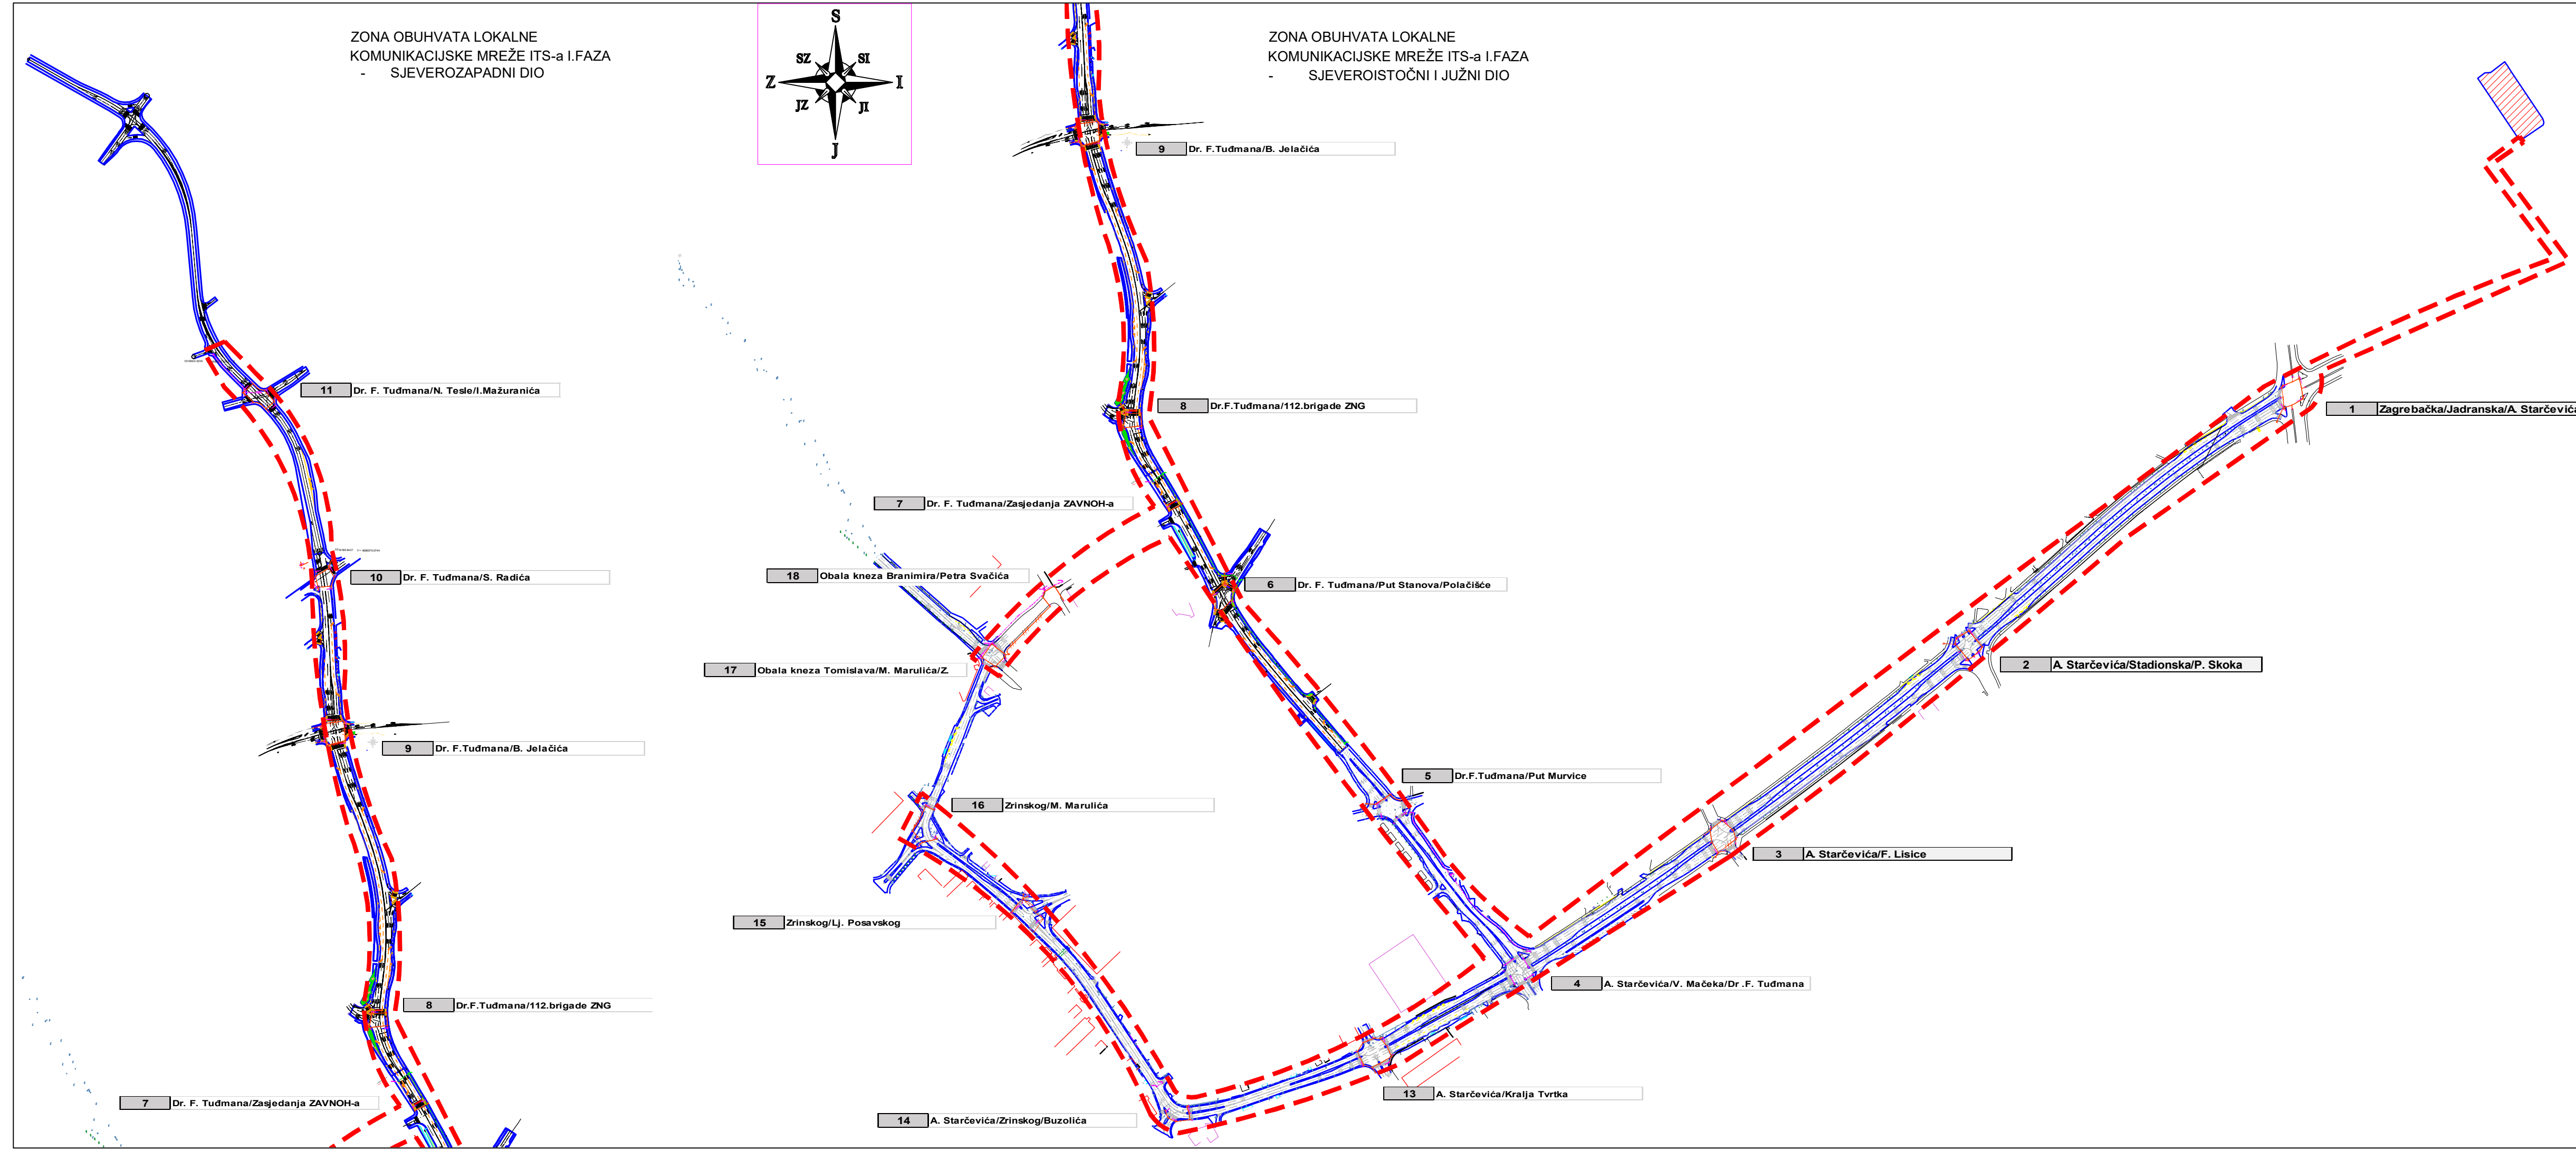 ZONA OBUHVATA LOKALNE
KOMUNIKACIJSKE MREŽE ITS-a I.FAZA
- SJEVEROZAPADNI DIO
S
SZ SI
Z I
JZ JI
J
ZONA OBUHVATA LOKALNE
KOMUNIKACIJSKE MREŽE ITS-a I.FAZA
- SJEVEROISTOČNI I JUŽNI DIO
11 Dr. F. Tuđmana/N. Tesle/I.Mažuranića
10 Dr. F. Tuđmana/S. Radića
9 Dr. F.Tuđmana/B. Jelačića
8 Dr.F.Tuđmana/112.brigade ZNG
7 Dr. F. Tuđmana/Zasjedanja ZAVNOH-a
9 Dr. F.Tuđmana/B. Jelačića
8 Dr.F.Tuđmana/112.brigade ZNG
1 Zagrebačka/Jadranska/A. Starčevića
7 Dr. F. Tuđmana/Zasjedanja ZAVNOH-a
18 Obala kneza Branimira/Petra Svačića
6 Dr. F. Tuđmana/Put Stanova/Polačišće
17 Obala kneza Tomislava/M. Marulića/Z.
2 A. Starčevića/Stadionska/P. Skoka
5 Dr.F.Tuđmana/Put Murvice
16 Zrinskog/M. Marulića
3 A. Starčevića/F. Lisice
15 Zrinskog/Lj. Posavskog
4 A. Starčevića/V. Mačeka/Dr .F. Tuđmana
13 A. Starčevića/Kralja Tvrtka
14 A. Starčevića/Zrinskog/Buzolića